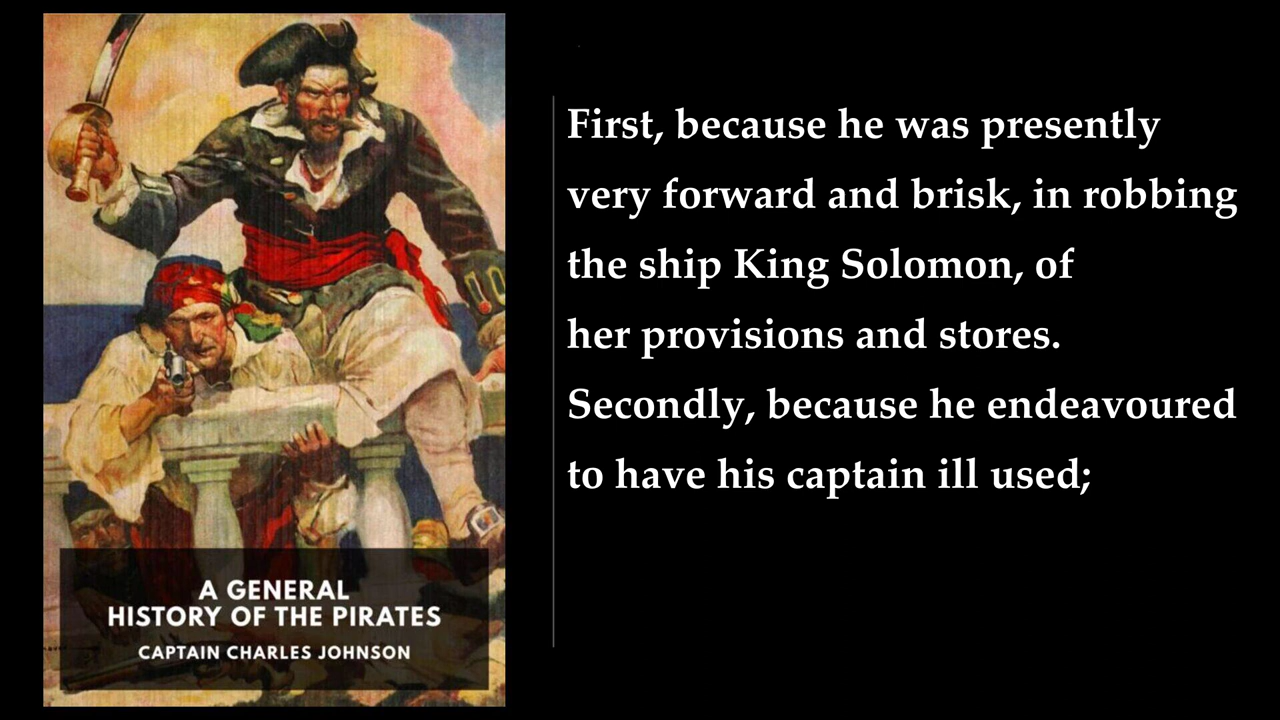 First, because he was presently
very forward and brisk, in robbing
the ship King Solomon, of
her provisions and stores.
Secondly, because he endeavoured
to have his captain ill used;
A GENERAL
HISTORY OF THE PIRATES
CAPTAIN CHARLES JOHNSON